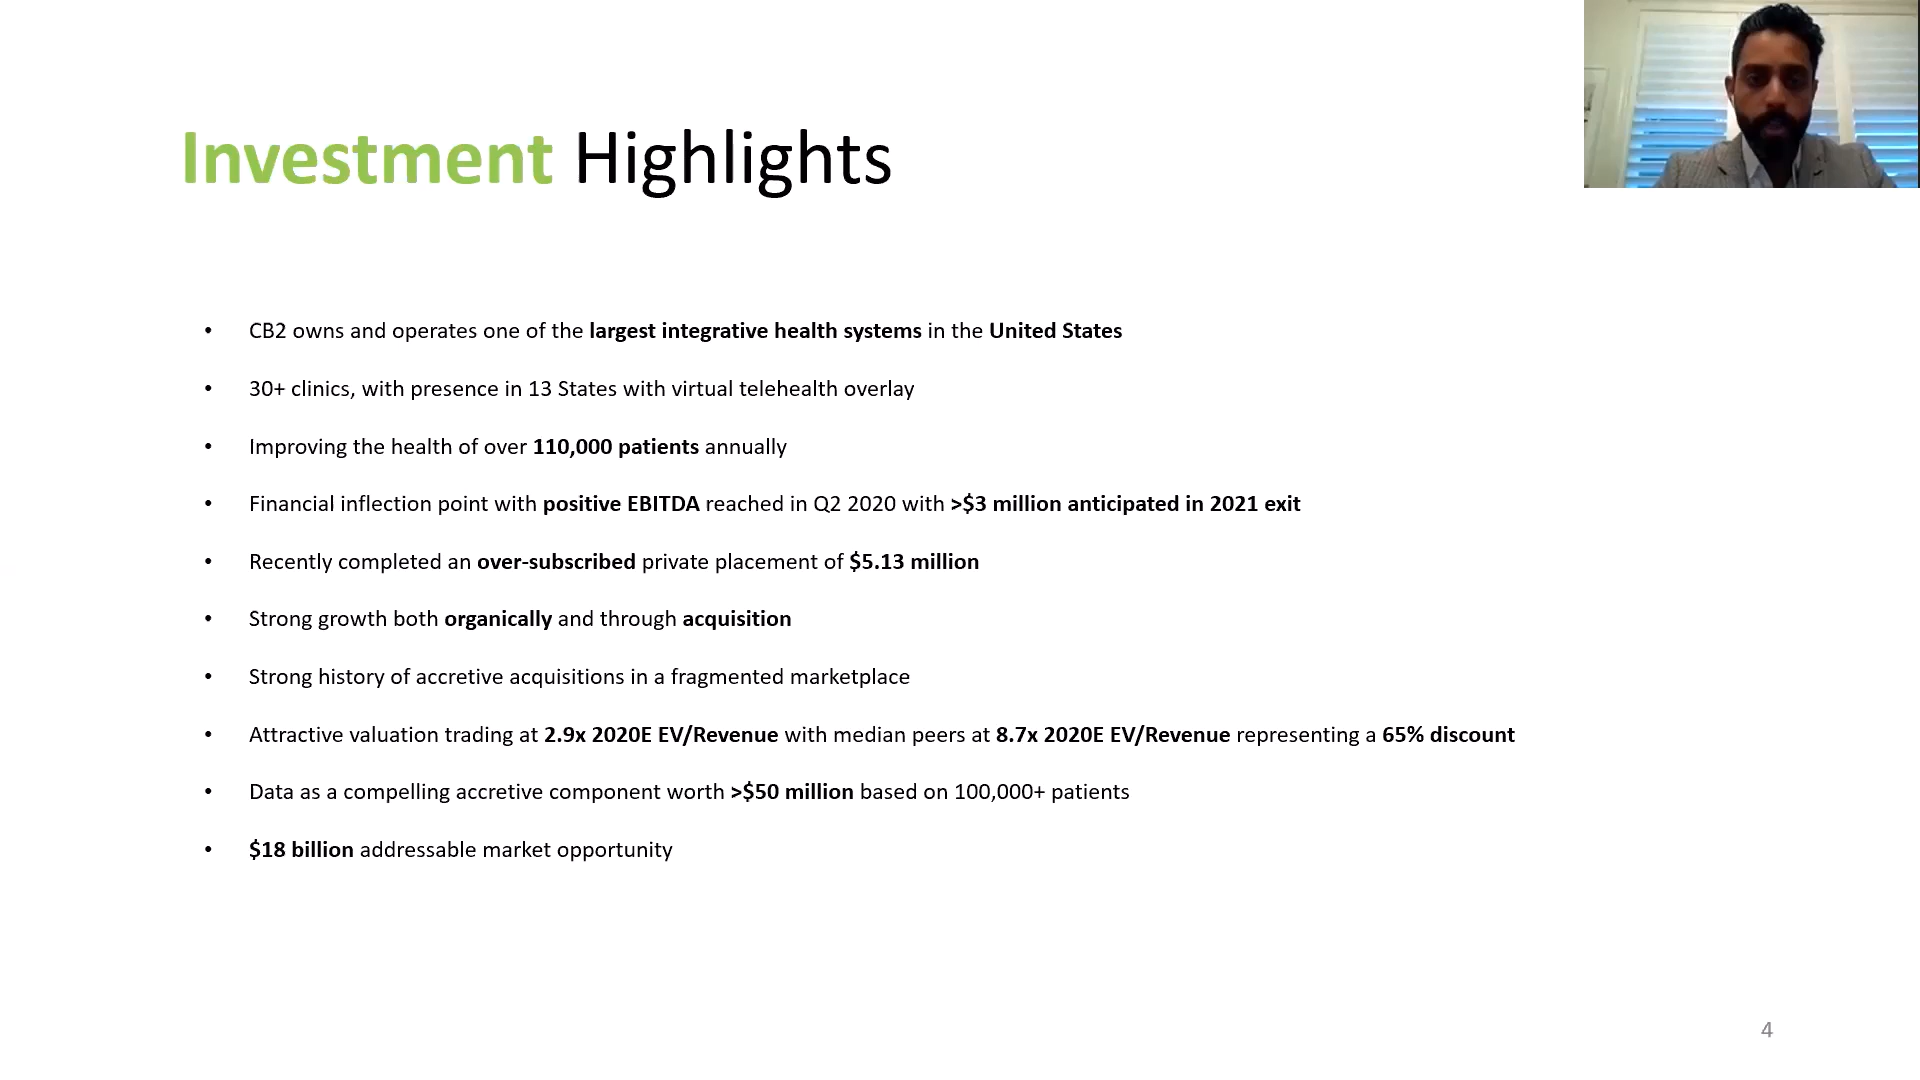 Investment Highlights
• CB2 owns and operates one of the largest integrative health systems in the United States
• 30+ clinics, with presence in 13 States with virtual telehealth overlay
• Improving the health of over 110,000 patients annually
• Financial inflection point with positive EBITDA reached in Q2 2020 with >$3 million anticipated in 2021 exit
• Recently completed an over-subscribed private placement of $5.13 million
• Strong growth both organically and through acquisition
• Strong history of accretive acquisitions in a fragmented marketplace
• Attractive valuation trading at 2.9x 2020E EV/Revenue with median peers at 8.7x 2020E EV/Revenue representing a 65% discount
• Data as a compelling accretive component worth >$50 million based on 100,000+ patients
• $18 billion addressable market opportunity
4